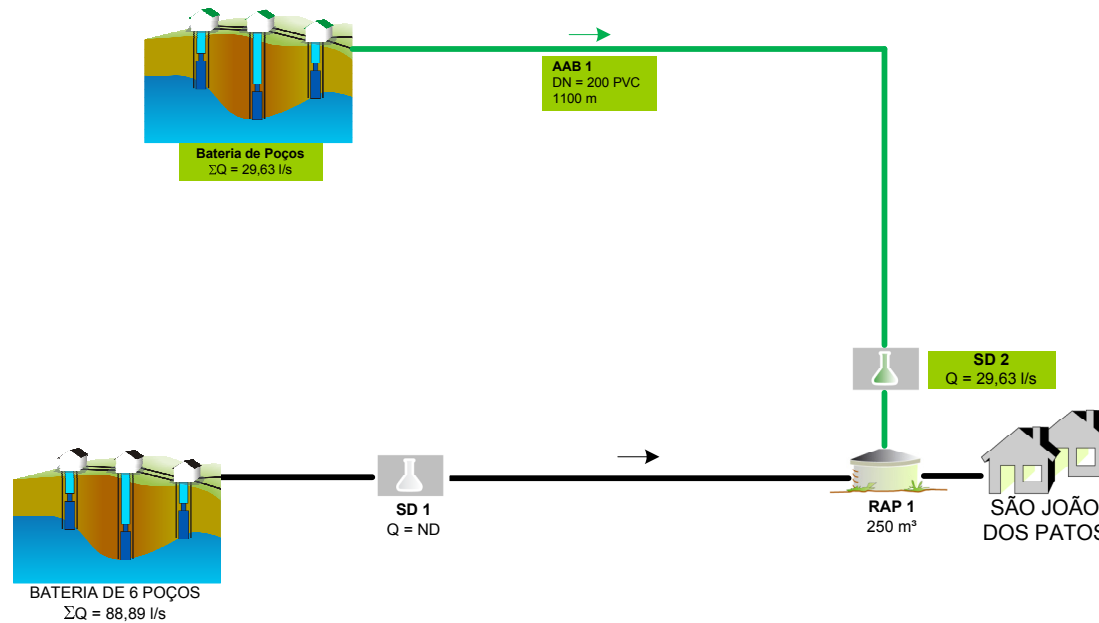 AAB 1
DN = 200 PVC
1100 m
Bateria de Poços
ΣQ = 29,63 l/s
SD 2
Q = 29,63 l/s
SD 1
Q = ND
RAP 1
250 m³
SÃO JOÃO
DOS PATOS
BATERIA DE 6 POÇOS
ΣQ = 88,89 l/s